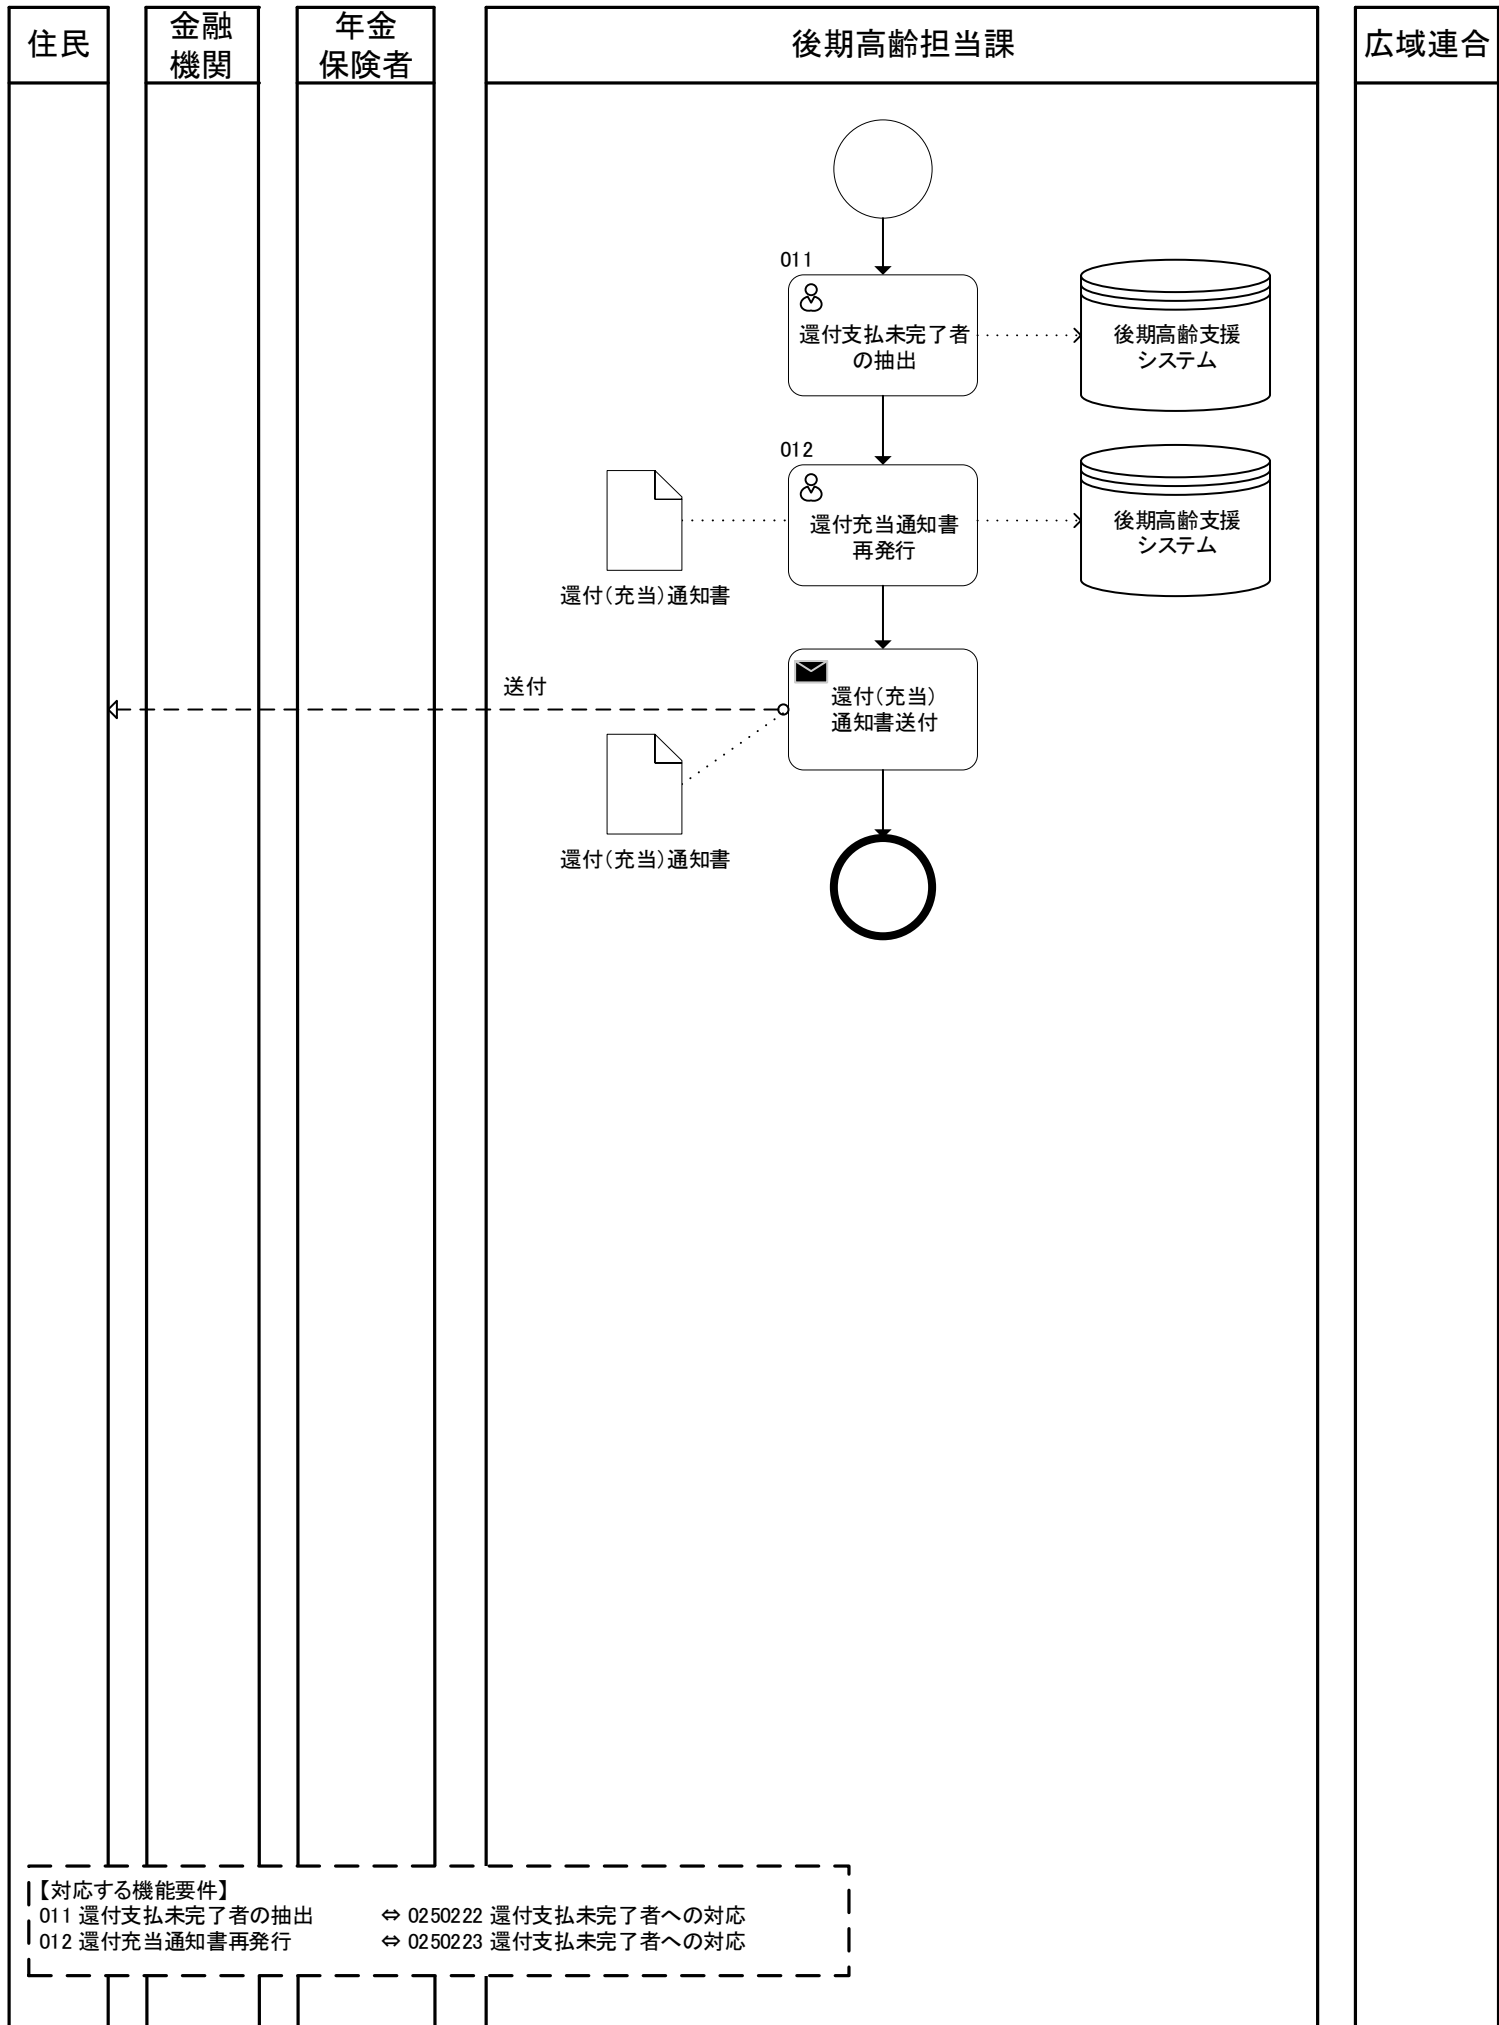 住民
金融
機関
年金
保険者
後期高齢担当課
広域連合
011
還付支払未完了者
の抽出
後期高齢支援
システム
012
還付充当通知書
再発行
後期高齢支援
システム
還付(充当)通知書
送付
還付(充当)
通知書送付
還付(充当)通知書
【対応する機能要件】
011 還付支払未完了者の抽出 ⇔ 0250222 還付支払未完了者への対応
012 還付充当通知書再発行 ⇔ 0250223 還付支払未完了者への対応